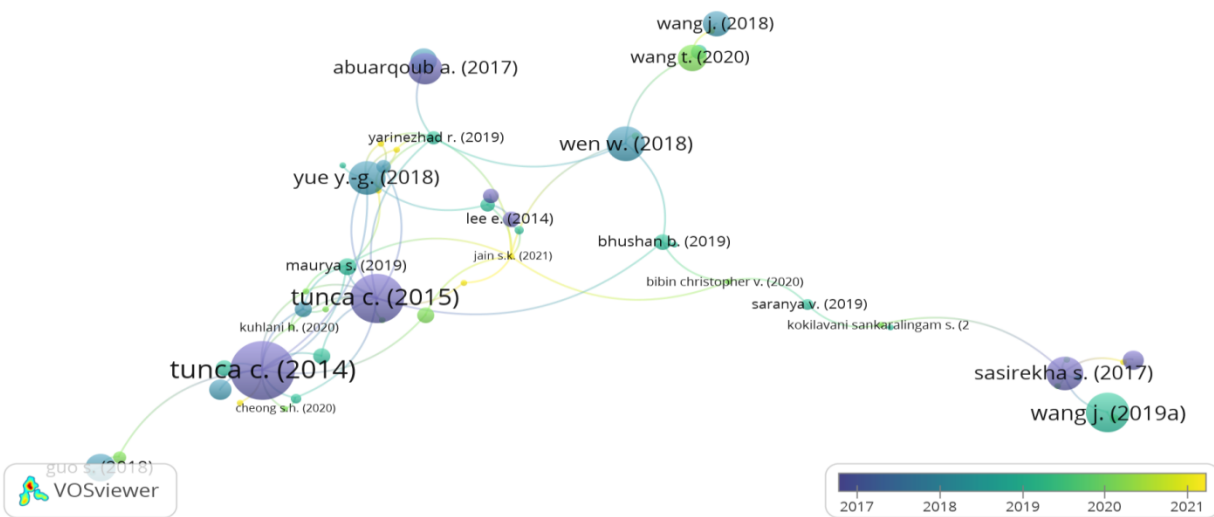 wang j. (2018)
wang t. (2020)
abuarqoub a. (2017)
yarinezhad r. (2019)
wen w. (2018)
yue y.-g. (2018)
lee e. (2014)
bhushan b. (2019)
jain s.k. (2021)
maurya s. (2019)
bibin christopher v. (2020)
tunca c. (2015)
saranya v. (2019)
kuhlani h. (2020)
kokilavani sankaralingam s. (2
tunca c. (2014)
sasirekha s. (2017)
cheong s.h. (2020)
wang j. (2019a)
guo s. (2018)
VOSviewer
2017 2018 2019 2020 2021